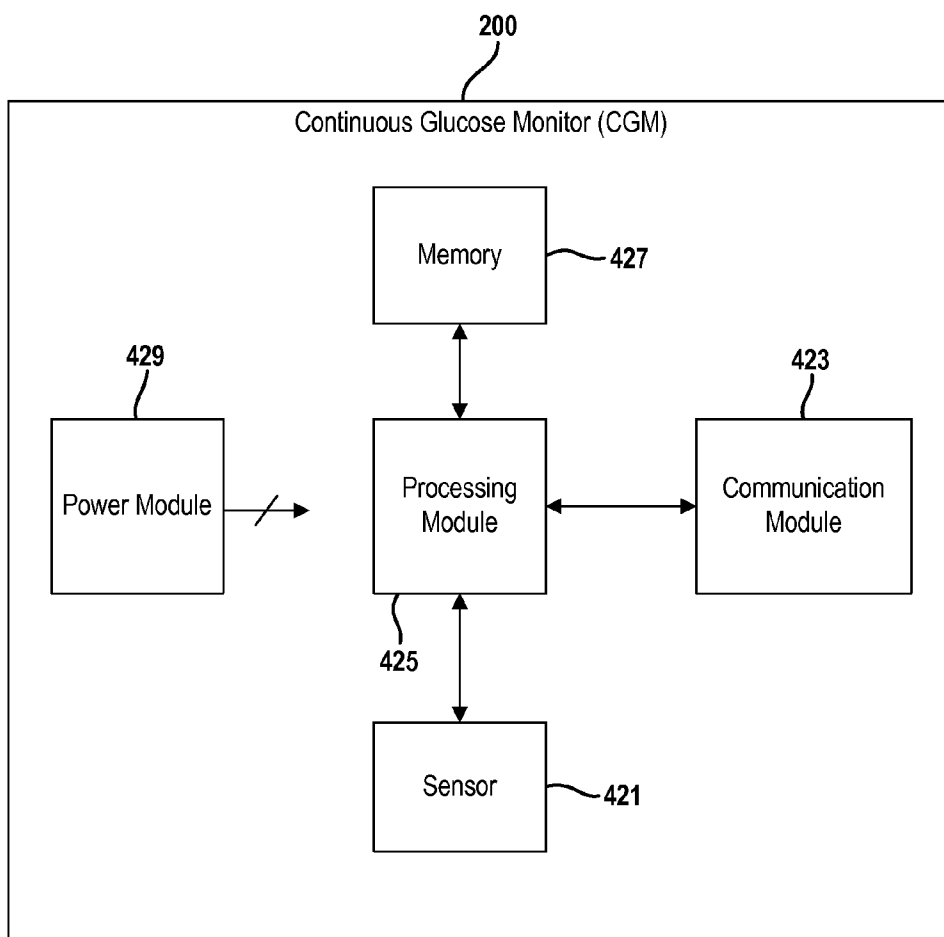 200
Continuous Glucose Monitor (CGM)
Memory
427
429
423
Power Module
Processing
Module
Communication
Module
425
Sensor
421